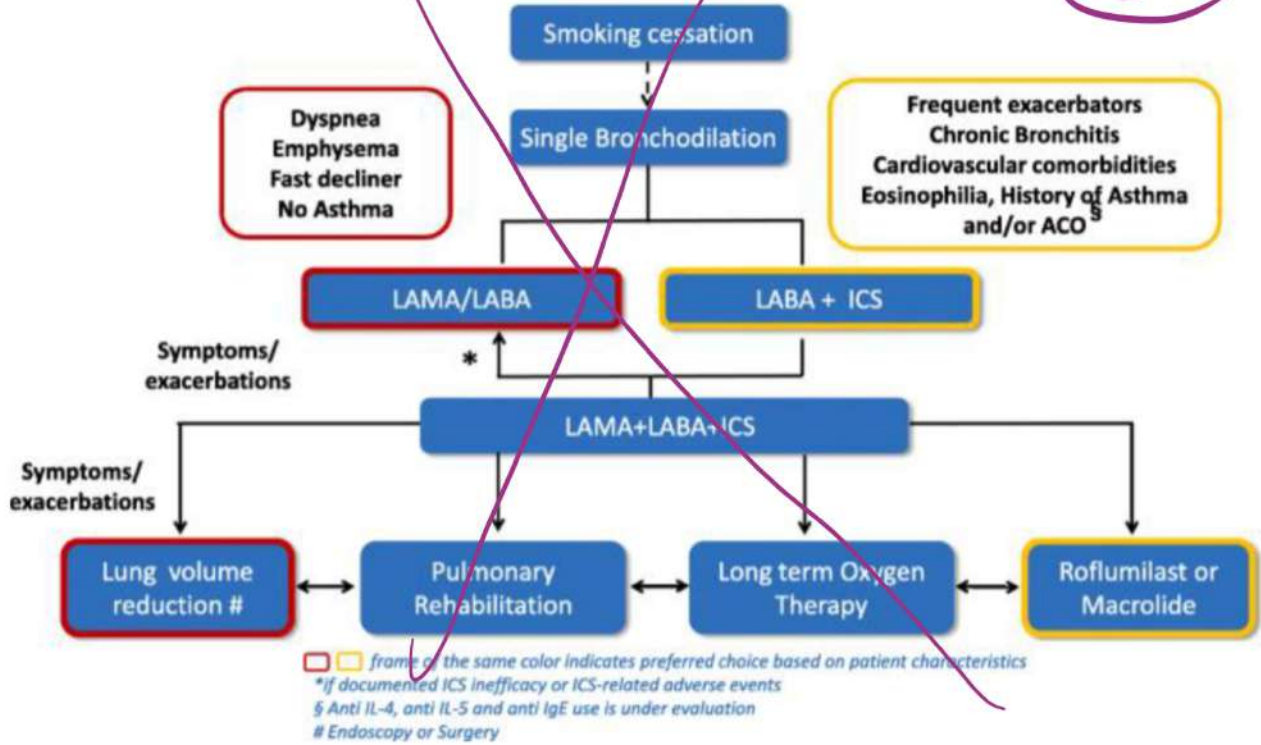 Smoking cessation
Dyspnea
Emphysema
Fast decliner
No Asthma
Single Bronchodilation
Frequent exacerbators
Chronic Bronchitis
Cardiovascular comorbidities
Eosinophilia, History of Asthma
and/or ACO §
LAMA/LABA
LABA + ICS
Symptoms/
exacerbations
*
LAMA+LABA+ICS
Symptoms/
exacerbations
Lung volume
reduction #
Pulmonary
Rehabilitation
Long term Oxygen
Therapy
Roflumilast or
Macrolide
frame of the same color indicates preferred choice based on patient characteristics
*if documented ICS inefficacy or ICS-related adverse events
§ Anti IL-4, anti IL-5 and anti IgE use is under evaluation
# Endoscopy or Surgery